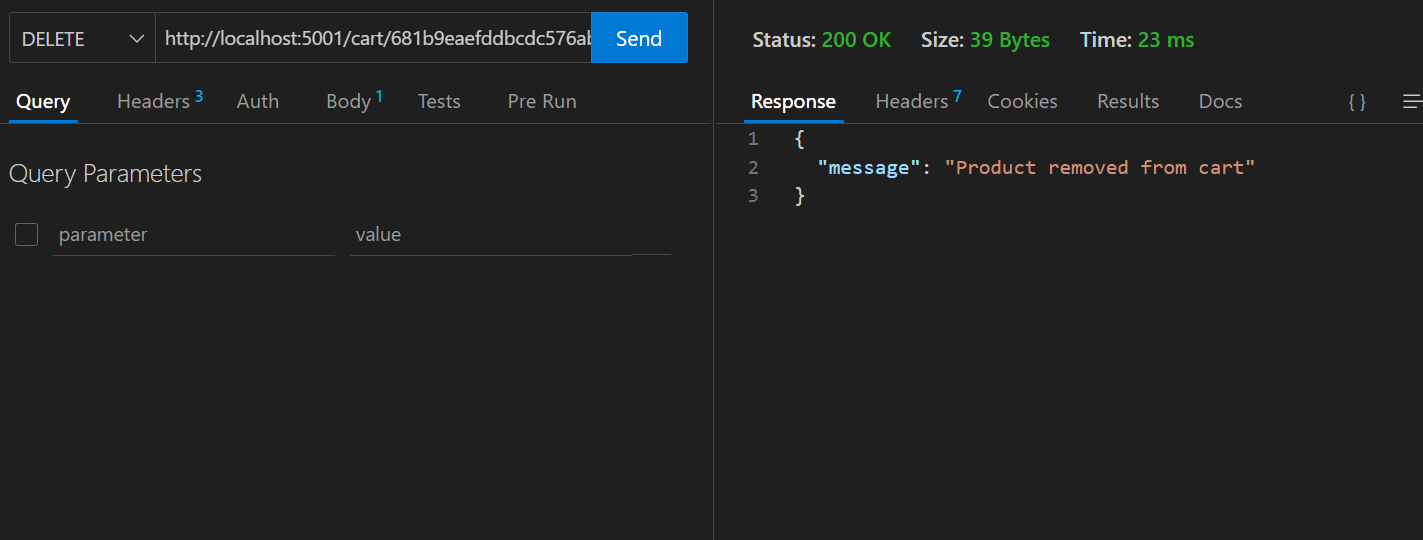 DELETE http://localhost:5001/cart/681b9eaefddbcdc576ab Send
Query Headers 3 Auth Body 1 Tests Pre Run
Query Parameters
parameter value
Status: 200 OK Size: 39 Bytes Time: 23 ms
Response Headers 7 Cookies Results Docs { }
1 {
2 "message": "Product removed from cart"
3 }